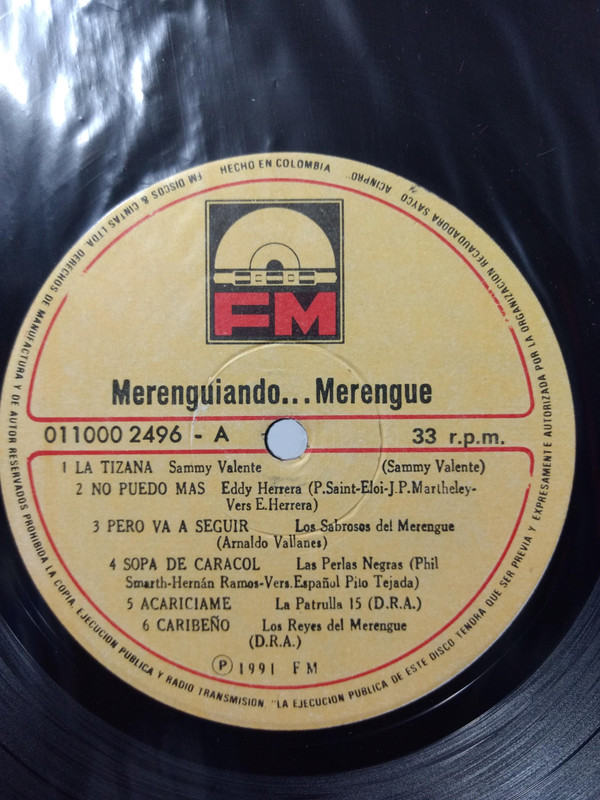 FM DISCOS & CINTAS LTDA. DERECHOS DE MANUFACTURA Y DE AUTOR RESERVADOS PROHIBIDA LA COPIA, EJECUCION PUBLICA Y RADIO TRANSMISION. "LA EJECUCION PUBLICA DE ESTE DISCO TENDRA QUE SER PREVIA Y EXPRESAMENTE AUTORIZADA POR LA ORGANIZACION RECAUDADORA SAYCO ACINPRO".
HECHO EN COLOMBIA
FM
Merenguiando... Merengue
011000 2496 - A 33 r.p.m.
1 LA TIZANA Sammy Valente (Sammy Valente)
2 NO PUEDO MAS Eddy Herrera (P.Saint-Eloi-J.P.Martheley-
Vers E.Herrera)
3 PERO VA A SEGUIR Los Sabrosos del Merengue
(Arnaldo Vallanes)
4 SOPA DE CARACOL Las Perlas Negras (Phil
Smarth-Hernán Ramos-Vers.Español Pito Tejada)
5 ACARICIAME La Patrulla 15 (D.R.A.)
6 CARIBEÑO Los Reyes del Merengue
(D.R.A.)
Ⓟ 1991 FM